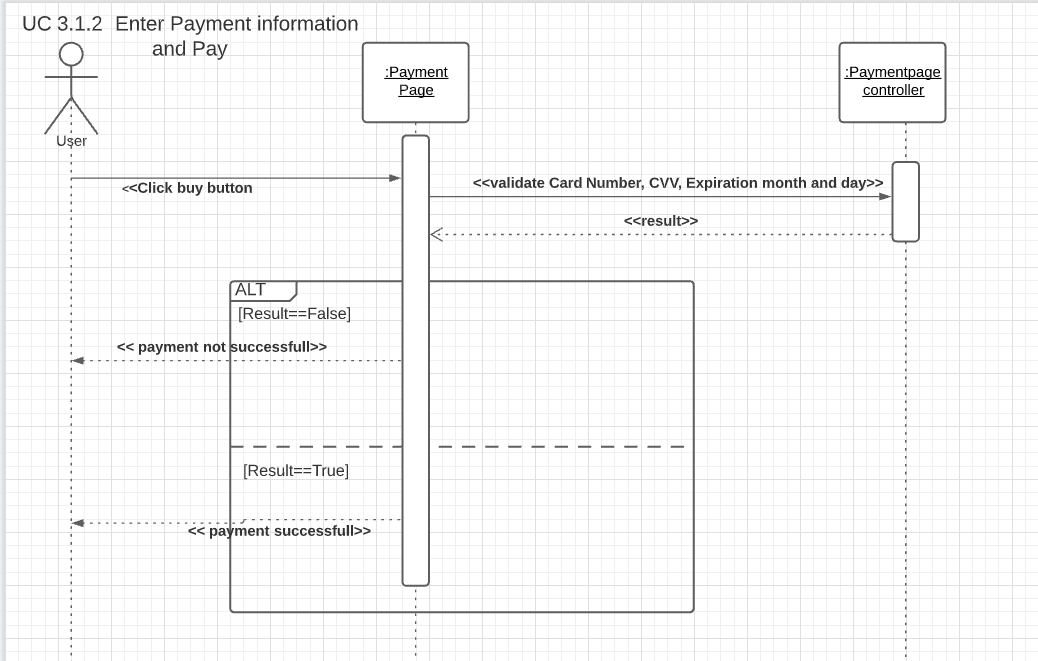 UC 3.1.2 Enter Payment information
and Pay
:Payment
Page
:Paymentpage
controller
User
<<Click buy button
<<validate Card Number, CVV, Expiration month and day>>
<<result>>
ALT
[Result==False]
<< payment not successfull>>
[Result==True]
<< payment successfull>>